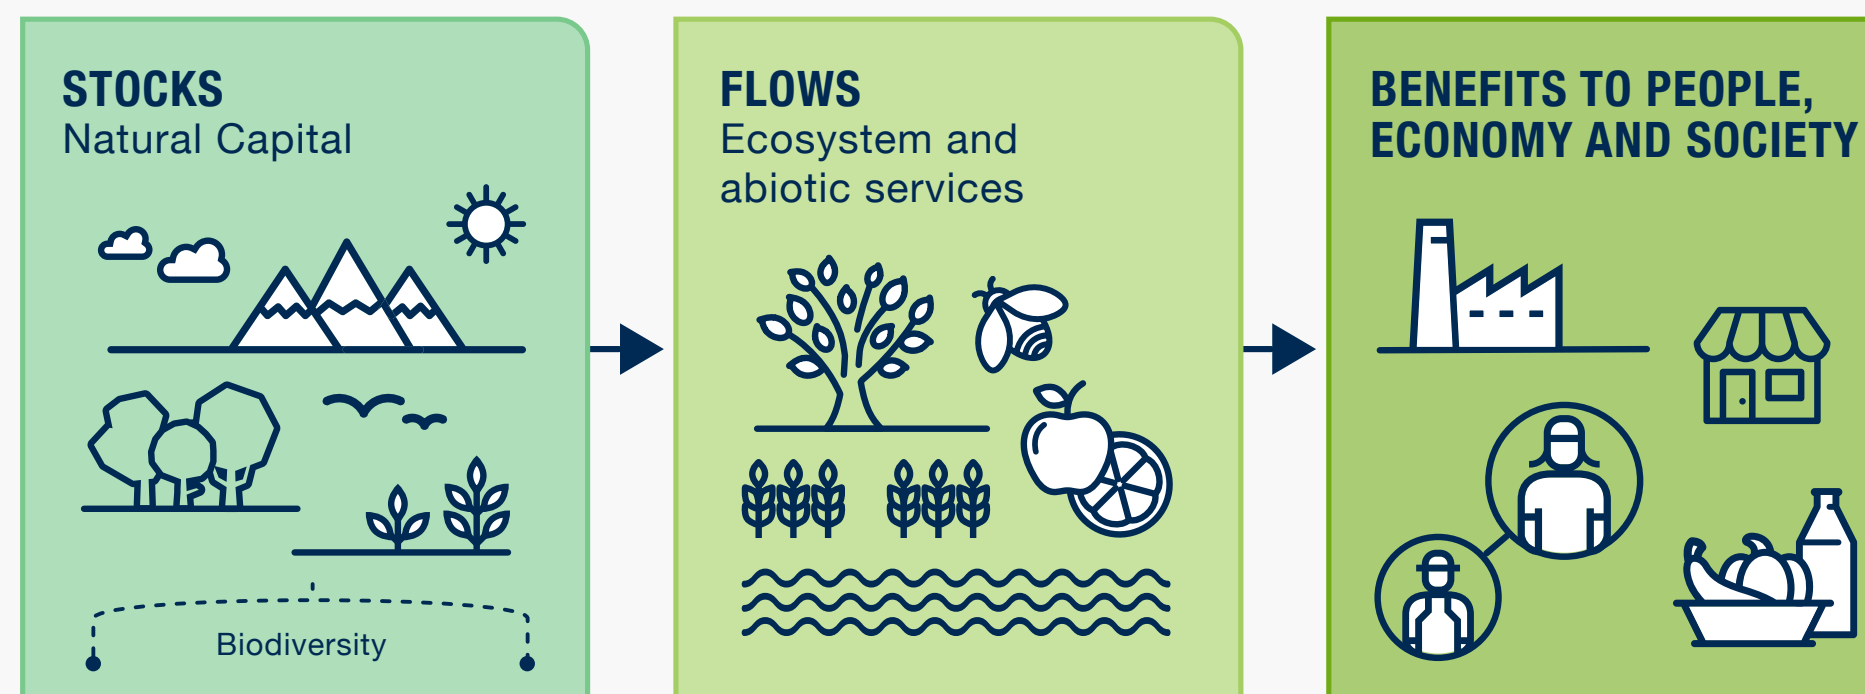 STOCKS
Natural Capital
Biodiversity
FLOWS
Ecosystem and
abiotic services
BENEFITS TO PEOPLE,
ECONOMY AND SOCIETY